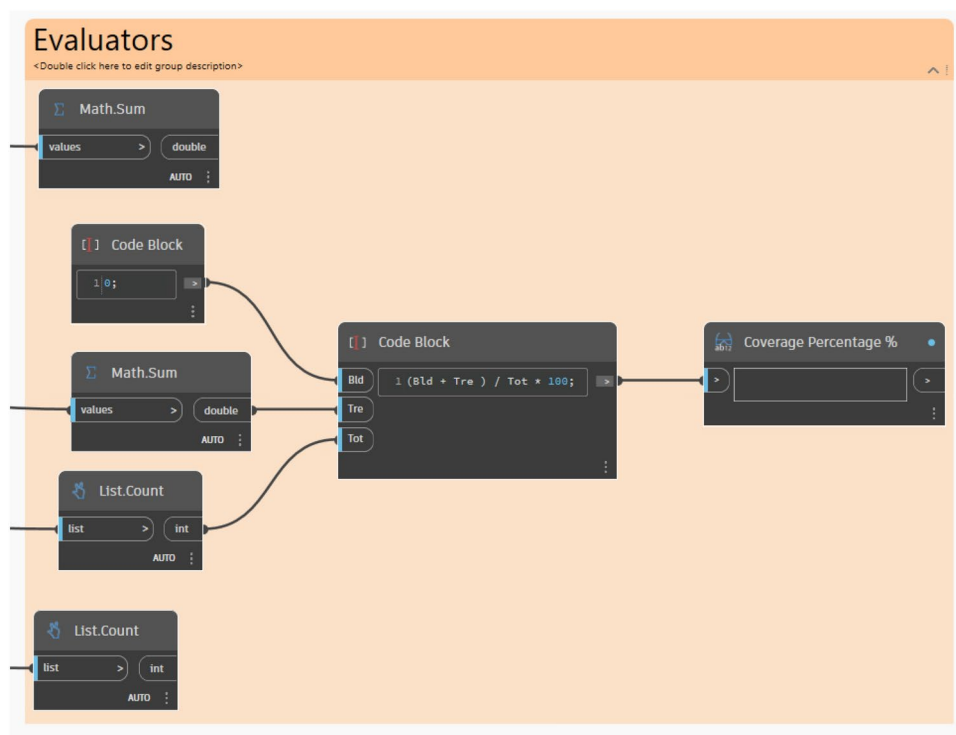 Evaluators
<Double click here to edit group description>
Math.Sum
values > double
AUTO
[ ] Code Block
1 0; >
Math.Sum
values > double
AUTO
List.Count
list > int
AUTO
List.Count
list > int
AUTO
[ ] Code Block
Bld 1 (Bld + Tre ) / Tot * 100; >
Tre
Tot
ab12 Coverage Percentage %
> >